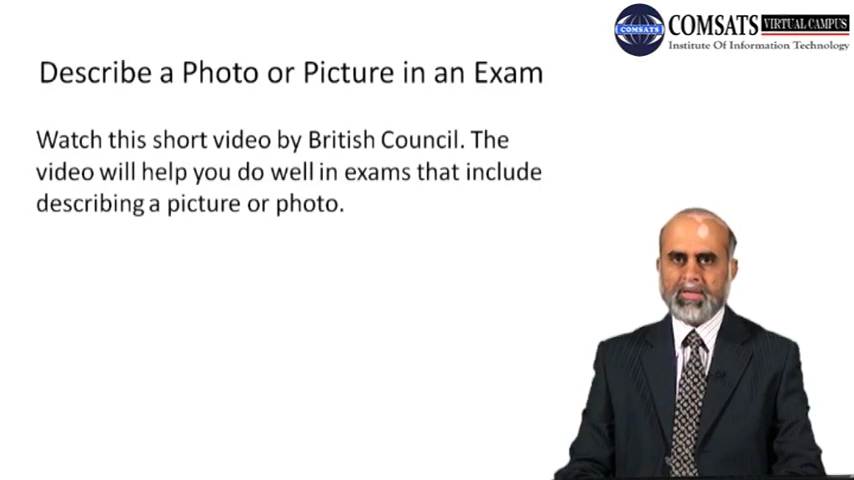 COMSATS VIRTUAL CAMPUS
COMSATS
Institute Of Information Technology
Describe a Photo or Picture in an Exam
Watch this short video by British Council. The
video will help you do well in exams that include
describing a picture or photo.